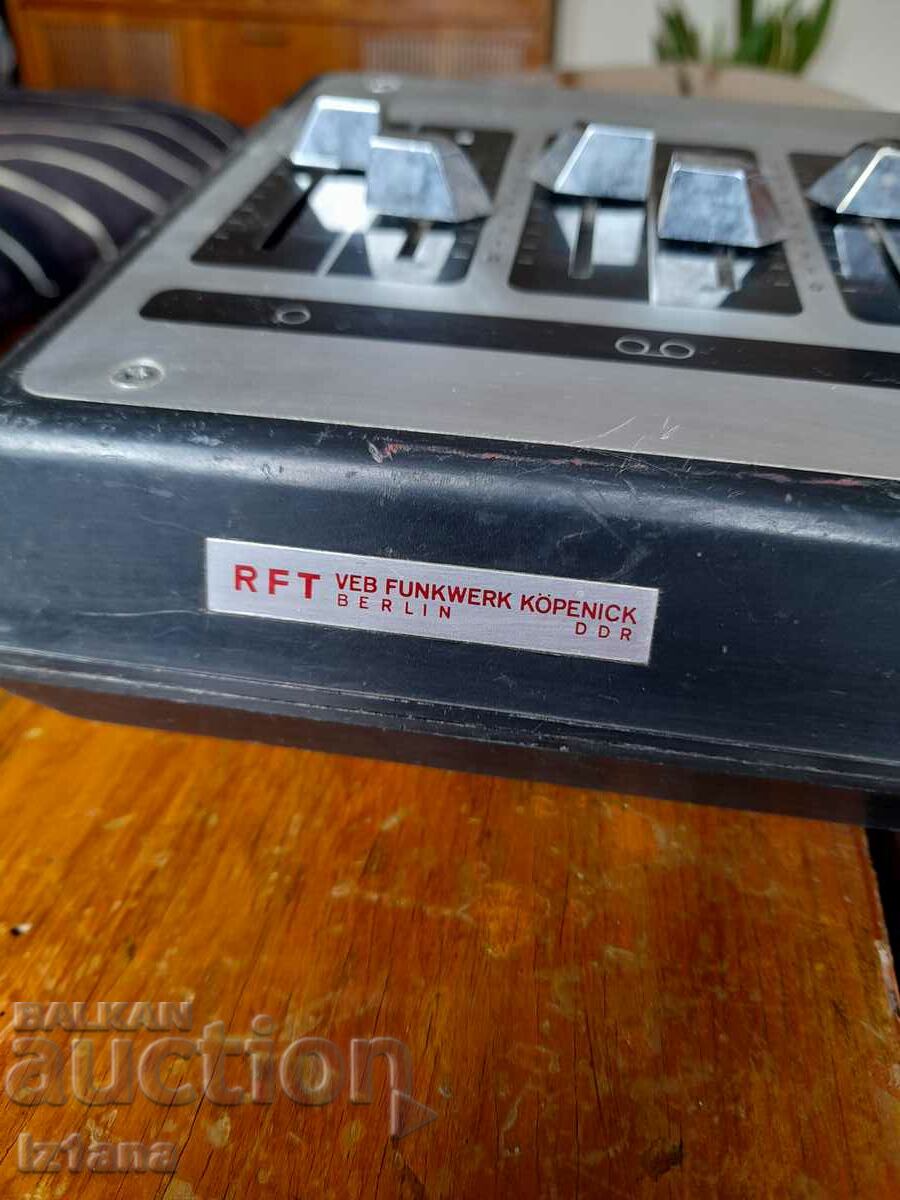 RFT VEB FUNKWERK KÖPENICK
BERLIN DDR
BALKAN
auction
iz1ana